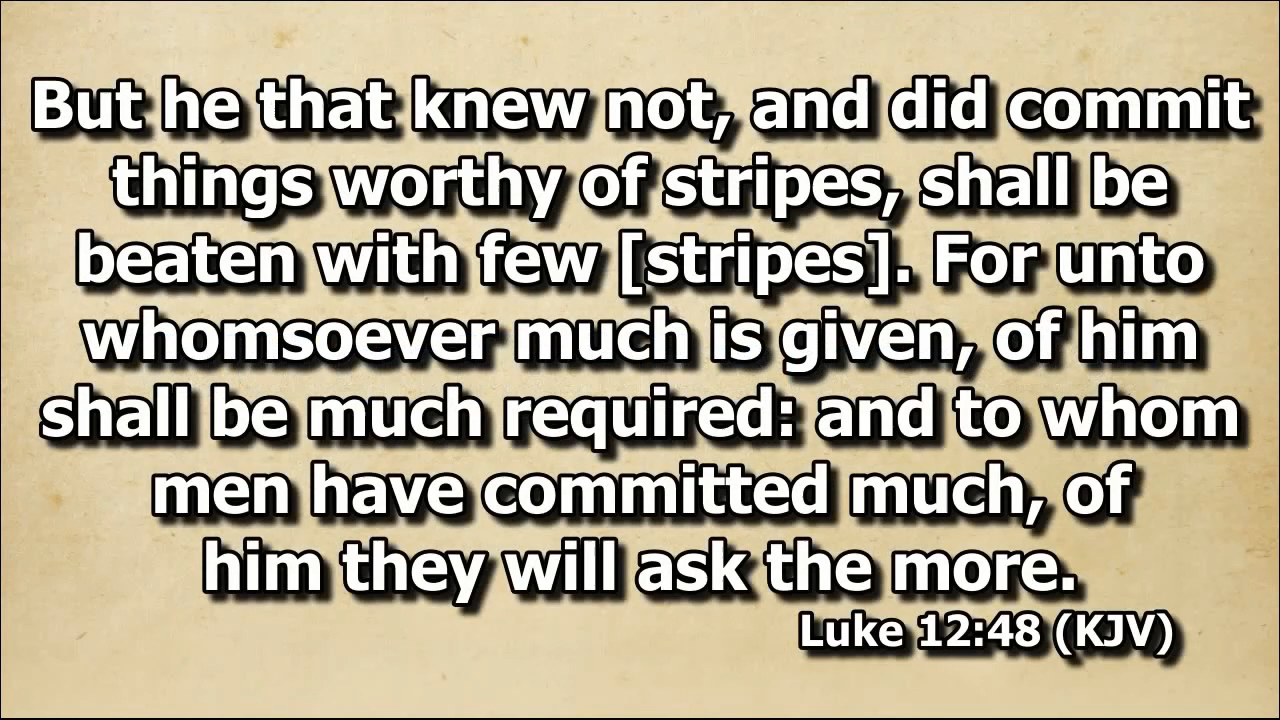 But he that knew not, and did commit
things worthy of stripes, shall be
beaten with few [stripes]. For unto
whomsoever much is given, of him
shall be much required: and to whom
men have committed much, of
him they will ask the more.
Luke 12:48 (KJV)